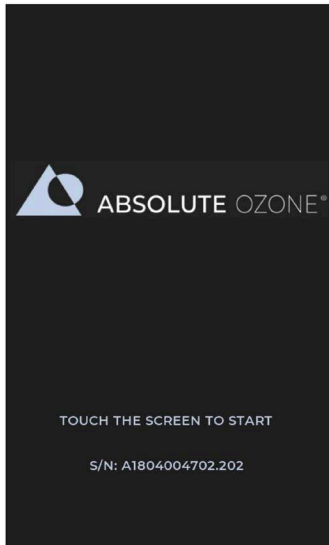 ABSOLUTE OZONE®
TOUCH THE SCREEN TO START
S/N: A1804004702.202